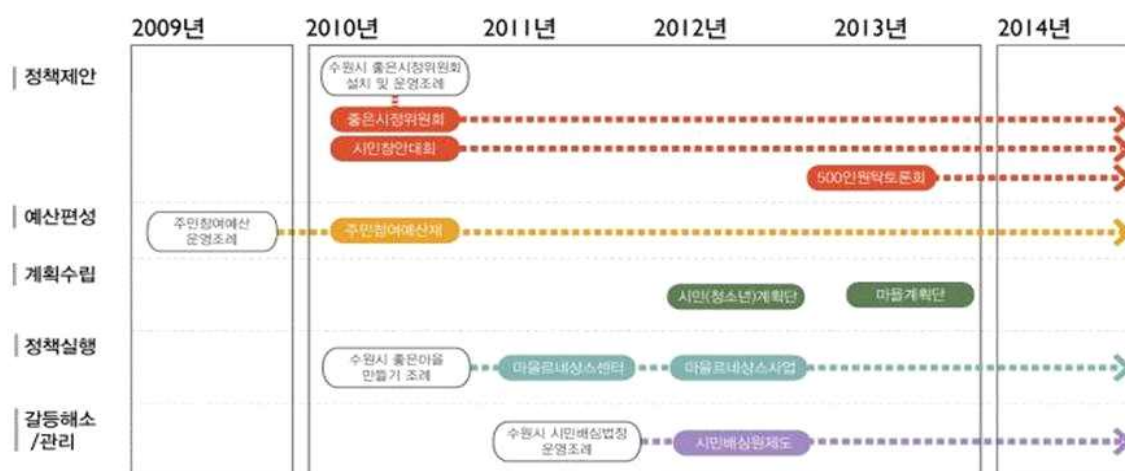 2009년 2010년 2011년 2012년 2013년 2014년
정책제안
수원시 좋은시정위원회
설치 및 운영조례
좋은시정위원회
시민창안대회
500인원탁토론회
예산편성
주민참여예산
운영조례
주민참여예산제
계획수립
시민(청소년)계획단
마을계획단
정책실행
수원시 좋은마을
만들기 조례
마을르네상스센터
마을르네상스사업
갈등해소
/관리
수원시 시민배심법정
운영조례
시민배심원제도